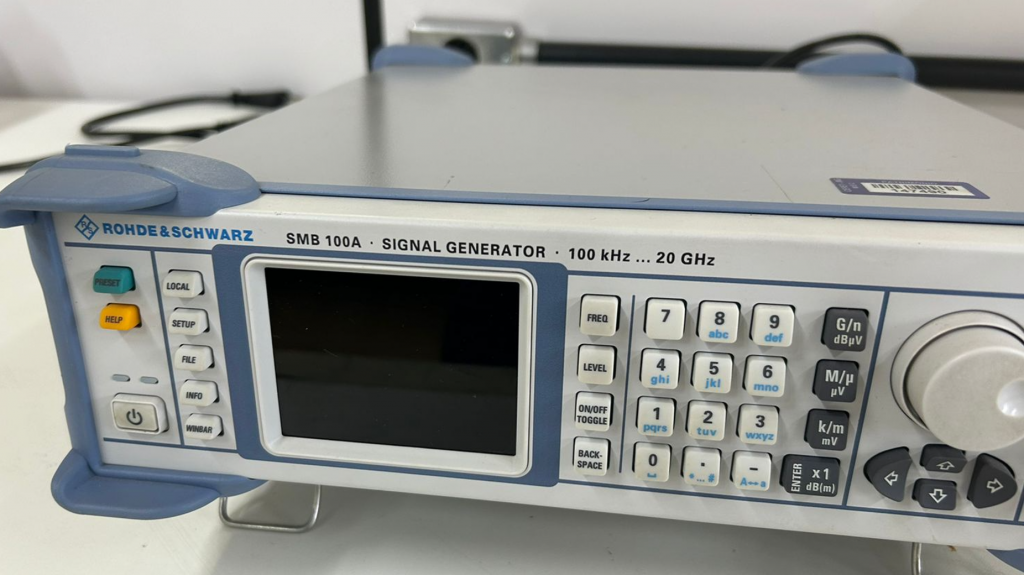 147490
R&S
ROHDE&SCHWARZ
SMB 100A · SIGNAL GENERATOR · 100 kHz ... 20 GHz
PRESET
HELP
LOCAL
SETUP
FILE
INFO
WINBAR
FREQ
LEVEL
ON/OFF
TOGGLE
BACK-
SPACE
7
8
abc
9
def
G/n
dBµV
4
ghi
5
jkl
6
mno
M/µ
µV
1
pqrs
2
tuv
3
wxyz
k/m
mV
0
.
*...#
–
A↔a
ENTER
x1
dB(m)